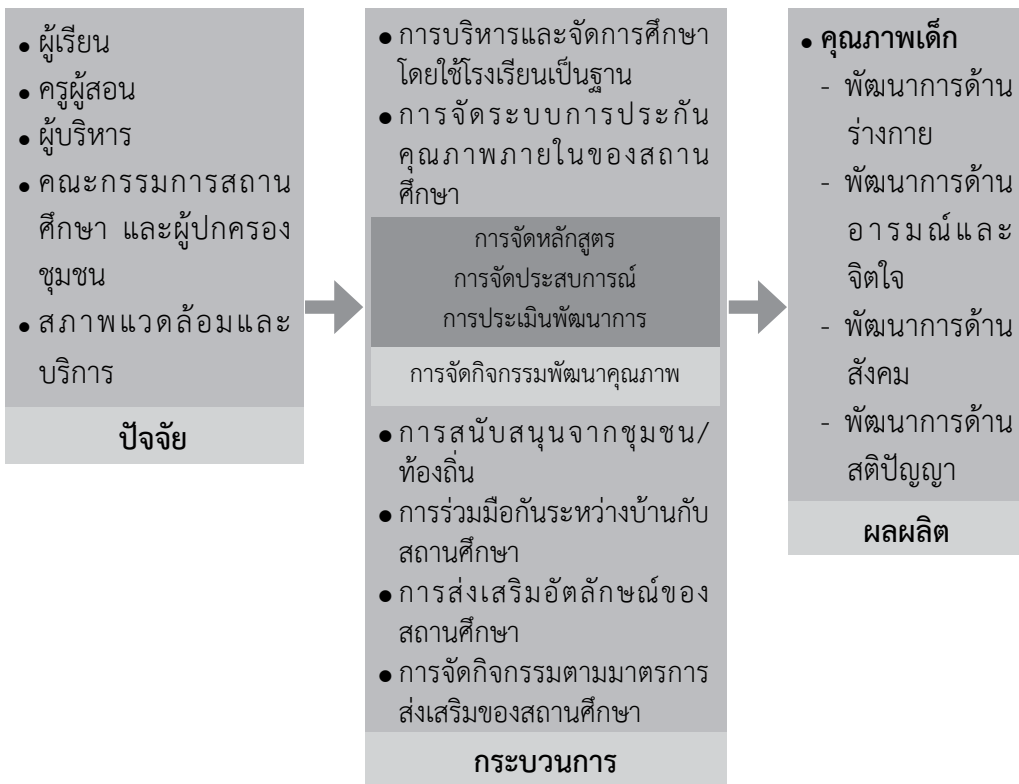 ● ผู้เรียน
● ครูผู้สอน
● ผู้บริหาร
● คณะกรรมการสถาน
ศึกษา และผู้ปกครอง
ชุมชน
● สภาพแวดล้อมและ
บริการ
ปัจจัย
● การบริหารและจัดการศึกษา
โดยใช้โรงเรียนเป็นฐาน
● การจัดระบบการประกัน
คุณภาพภายในของสถาน
ศึกษา
การจัดหลักสูตร
การจัดประสบการณ์
การประเมินพัฒนาการ
การจัดกิจกรรมพัฒนาคุณภาพ
● การสนับสนุนจากชุมชน/
ท้องถิ่น
● การร่วมมือกันระหว่างบ้านกับ
สถานศึกษา
● การส่งเสริมอัตลักษณ์ของ
สถานศึกษา
● การจัดกิจกรรมตามมาตรการ
ส่งเสริมของสถานศึกษา
กระบวนการ
● คุณภาพเด็ก
- พัฒนาการด้าน
ร่างกาย
- พัฒนาการด้าน
อารมณ์และ
จิตใจ
- พัฒนาการด้าน
สังคม
- พัฒนาการด้าน
สติปัญญา
ผลผลิต